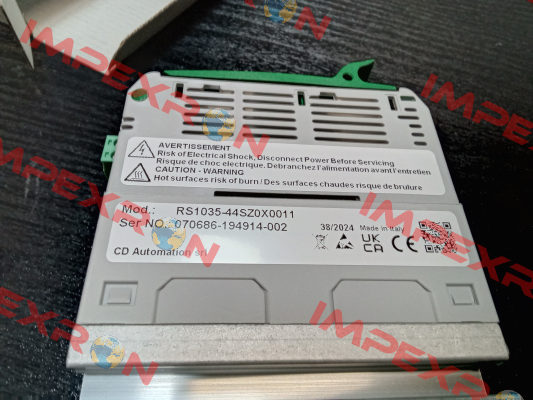 AVERTISSEMENT
Risk of Electrical Shock, Disconnect Power Before Servicing
Risque de choc electrique. Debranchez l'alimentation avant l'entretien
CAUTION - WARNING
Hot surfaces risk of burn / Des surfaces chaudes risque de brulure
Mod.: RS1035-44SZ0X0011
Ser NO.: 070686-194914-002
38/2024 Made in Italy
UK CA CE
CD Automation srl
IMPEXRON
IMPEXRON
IMPEXRON
IMPEXRON
IMPEXRON